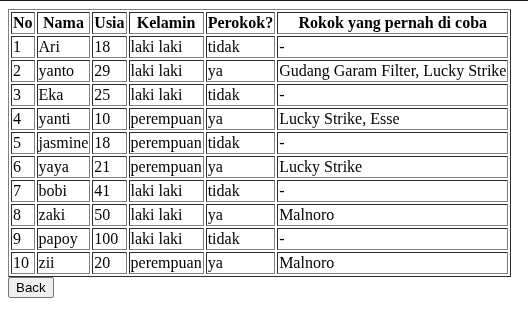 No Nama Usia Kelamin Perokok? Rokok yang pernah di coba
1 Ari 18 laki laki tidak -
2 yanto 29 laki laki ya Gudang Garam Filter, Lucky Strike
3 Eka 25 laki laki tidak -
4 yanti 10 perempuan ya Lucky Strike, Esse
5 jasmine 18 perempuan tidak -
6 yaya 21 perempuan ya Lucky Strike
7 bobi 41 laki laki tidak -
8 zaki 50 laki laki ya Malnoro
9 papoy 100 laki laki tidak -
10 zii 20 perempuan ya Malnoro
Back